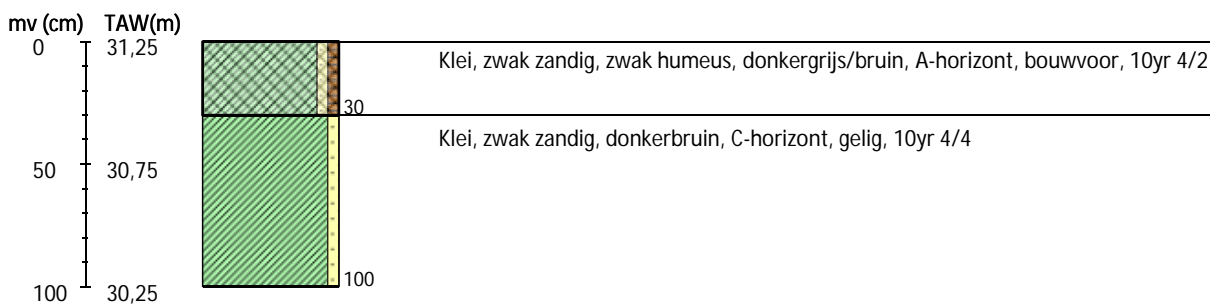 mv (cm) TAW(m)
0 31,25
Klei, zwak zandig, zwak humeus, donkergrijs/bruin, A-horizont, bouwvoor, 10yr 4/2
30
Klei, zwak zandig, donkerbruin, C-horizont, gelig, 10yr 4/4
50 30,75
100
100 30,25